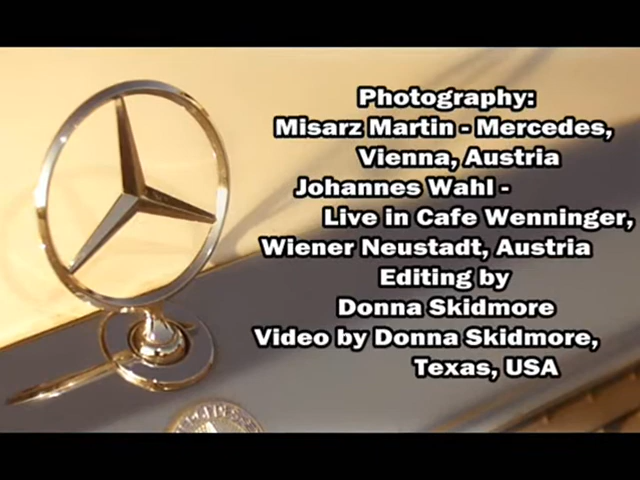 Photography:
Misarz Martin - Mercedes,
Vienna, Austria
Johannes Wahl -
Live in Cafe Wenninger,
Wiener Neustadt, Austria
Editing by
Donna Skidmore
Video by Donna Skidmore,
Texas, USA